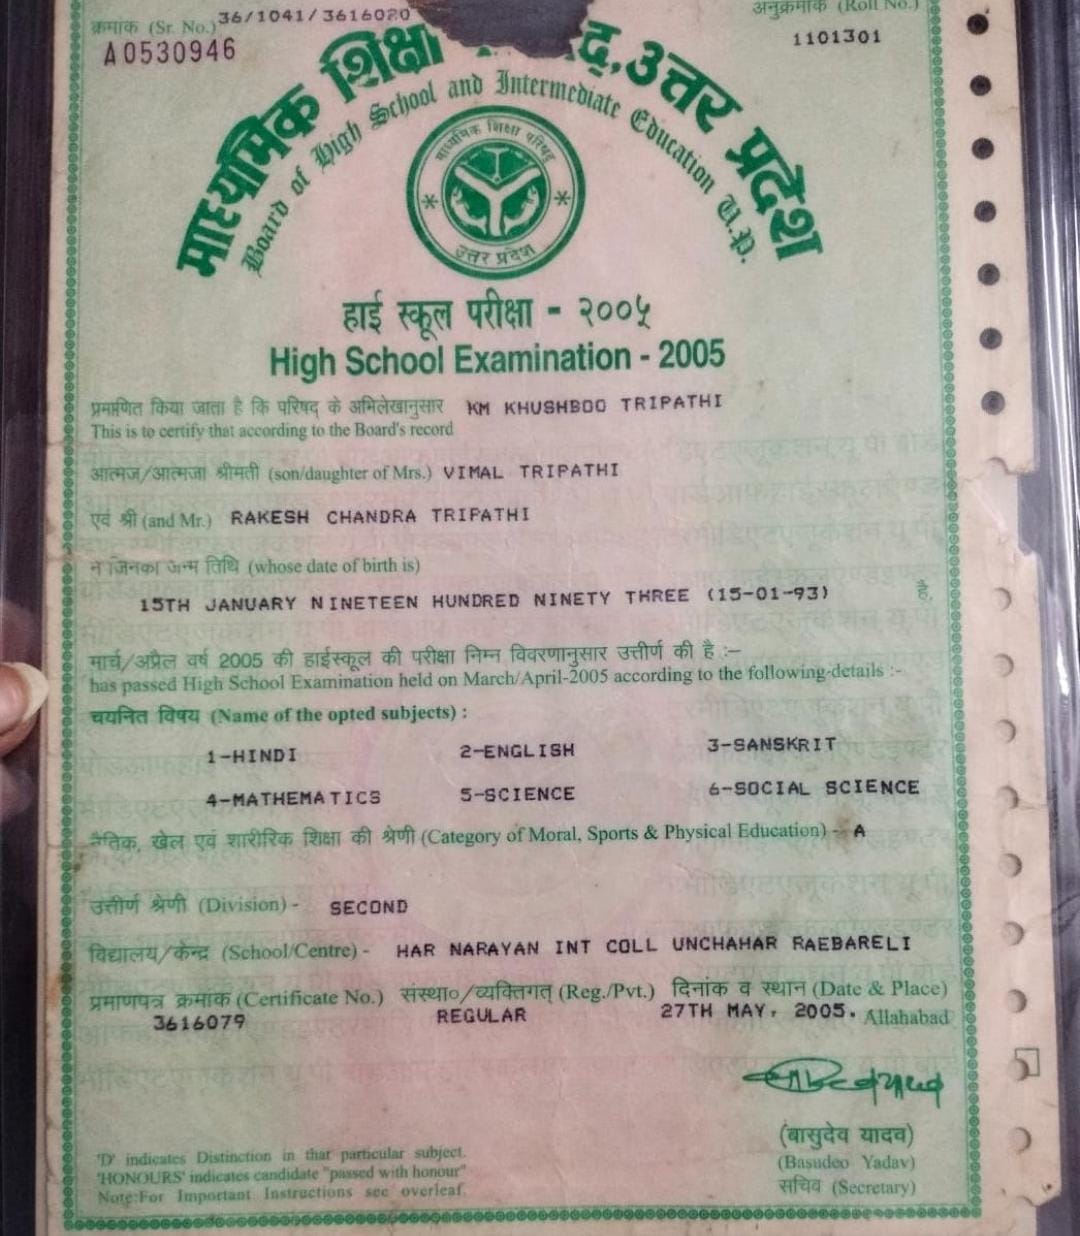 क्रमांक (Sr. No.) 36/1041/3616020
अनुक्रमांक (Roll No.)
A0530946
1101301
माध्यमिक शिक्षा द्,उत्तर प्रदेश
Board of High School and Intermediate Education U.P.
माध्यमिक शिक्षा परिषद्
उत्तर प्रदेश
हाई स्कूल परीक्षा - २००५
High School Examination - 2005
प्रमाणित किया जाता है कि परिषद् के अभिलेखानुसार KM KHUSHBOO TRIPATHI
This is to certify that according to the Board's record
आत्मज/आत्मजा श्रीमती (son/daughter of Mrs.) VIMAL TRIPATHI
एवं श्री (and Mr.) RAKESH CHANDRA TRIPATHI
ने जिनका जन्म तिथि (whose date of birth is)
15TH JANUARY NINETEEN HUNDRED NINETY THREE (15-01-93) है,
मार्च/अप्रैल वर्ष 2005 की हाईस्कूल की परीक्षा निम्न विवरणानुसार उत्तीर्ण की है :–
has passed High School Examination held on March/April-2005 according to the following-details :-
चयनित विषय (Name of the opted subjects) :
1-HINDI 2-ENGLISH 3-SANSKRIT
4-MATHEMATICS 5-SCIENCE 6-SOCIAL SCIENCE
नैतिक, खेल एवं शारीरिक शिक्षा की श्रेणी (Category of Moral, Sports & Physical Education) - A
उत्तीर्ण श्रेणी (Division) - SECOND
विद्यालय/केन्द्र (School/Centre) - HAR NARAYAN INT COLL UNCHAHAR RAEBARELI
प्रमाणपत्र क्रमांक (Certificate No.) संस्था०/व्यक्तिगत् (Reg./Pvt.) दिनांक व स्थान (Date & Place)
3616079 REGULAR 27TH MAY, 2005. Allahabad
(बासुदेव यादव)
(Basudeo Yadav)
सचिव (Secretary)
'D' indicates Distinction in that particular subject.
'HONOURS' indicates candidate "passed with honour"
Note:For Important Instructions see overleaf.